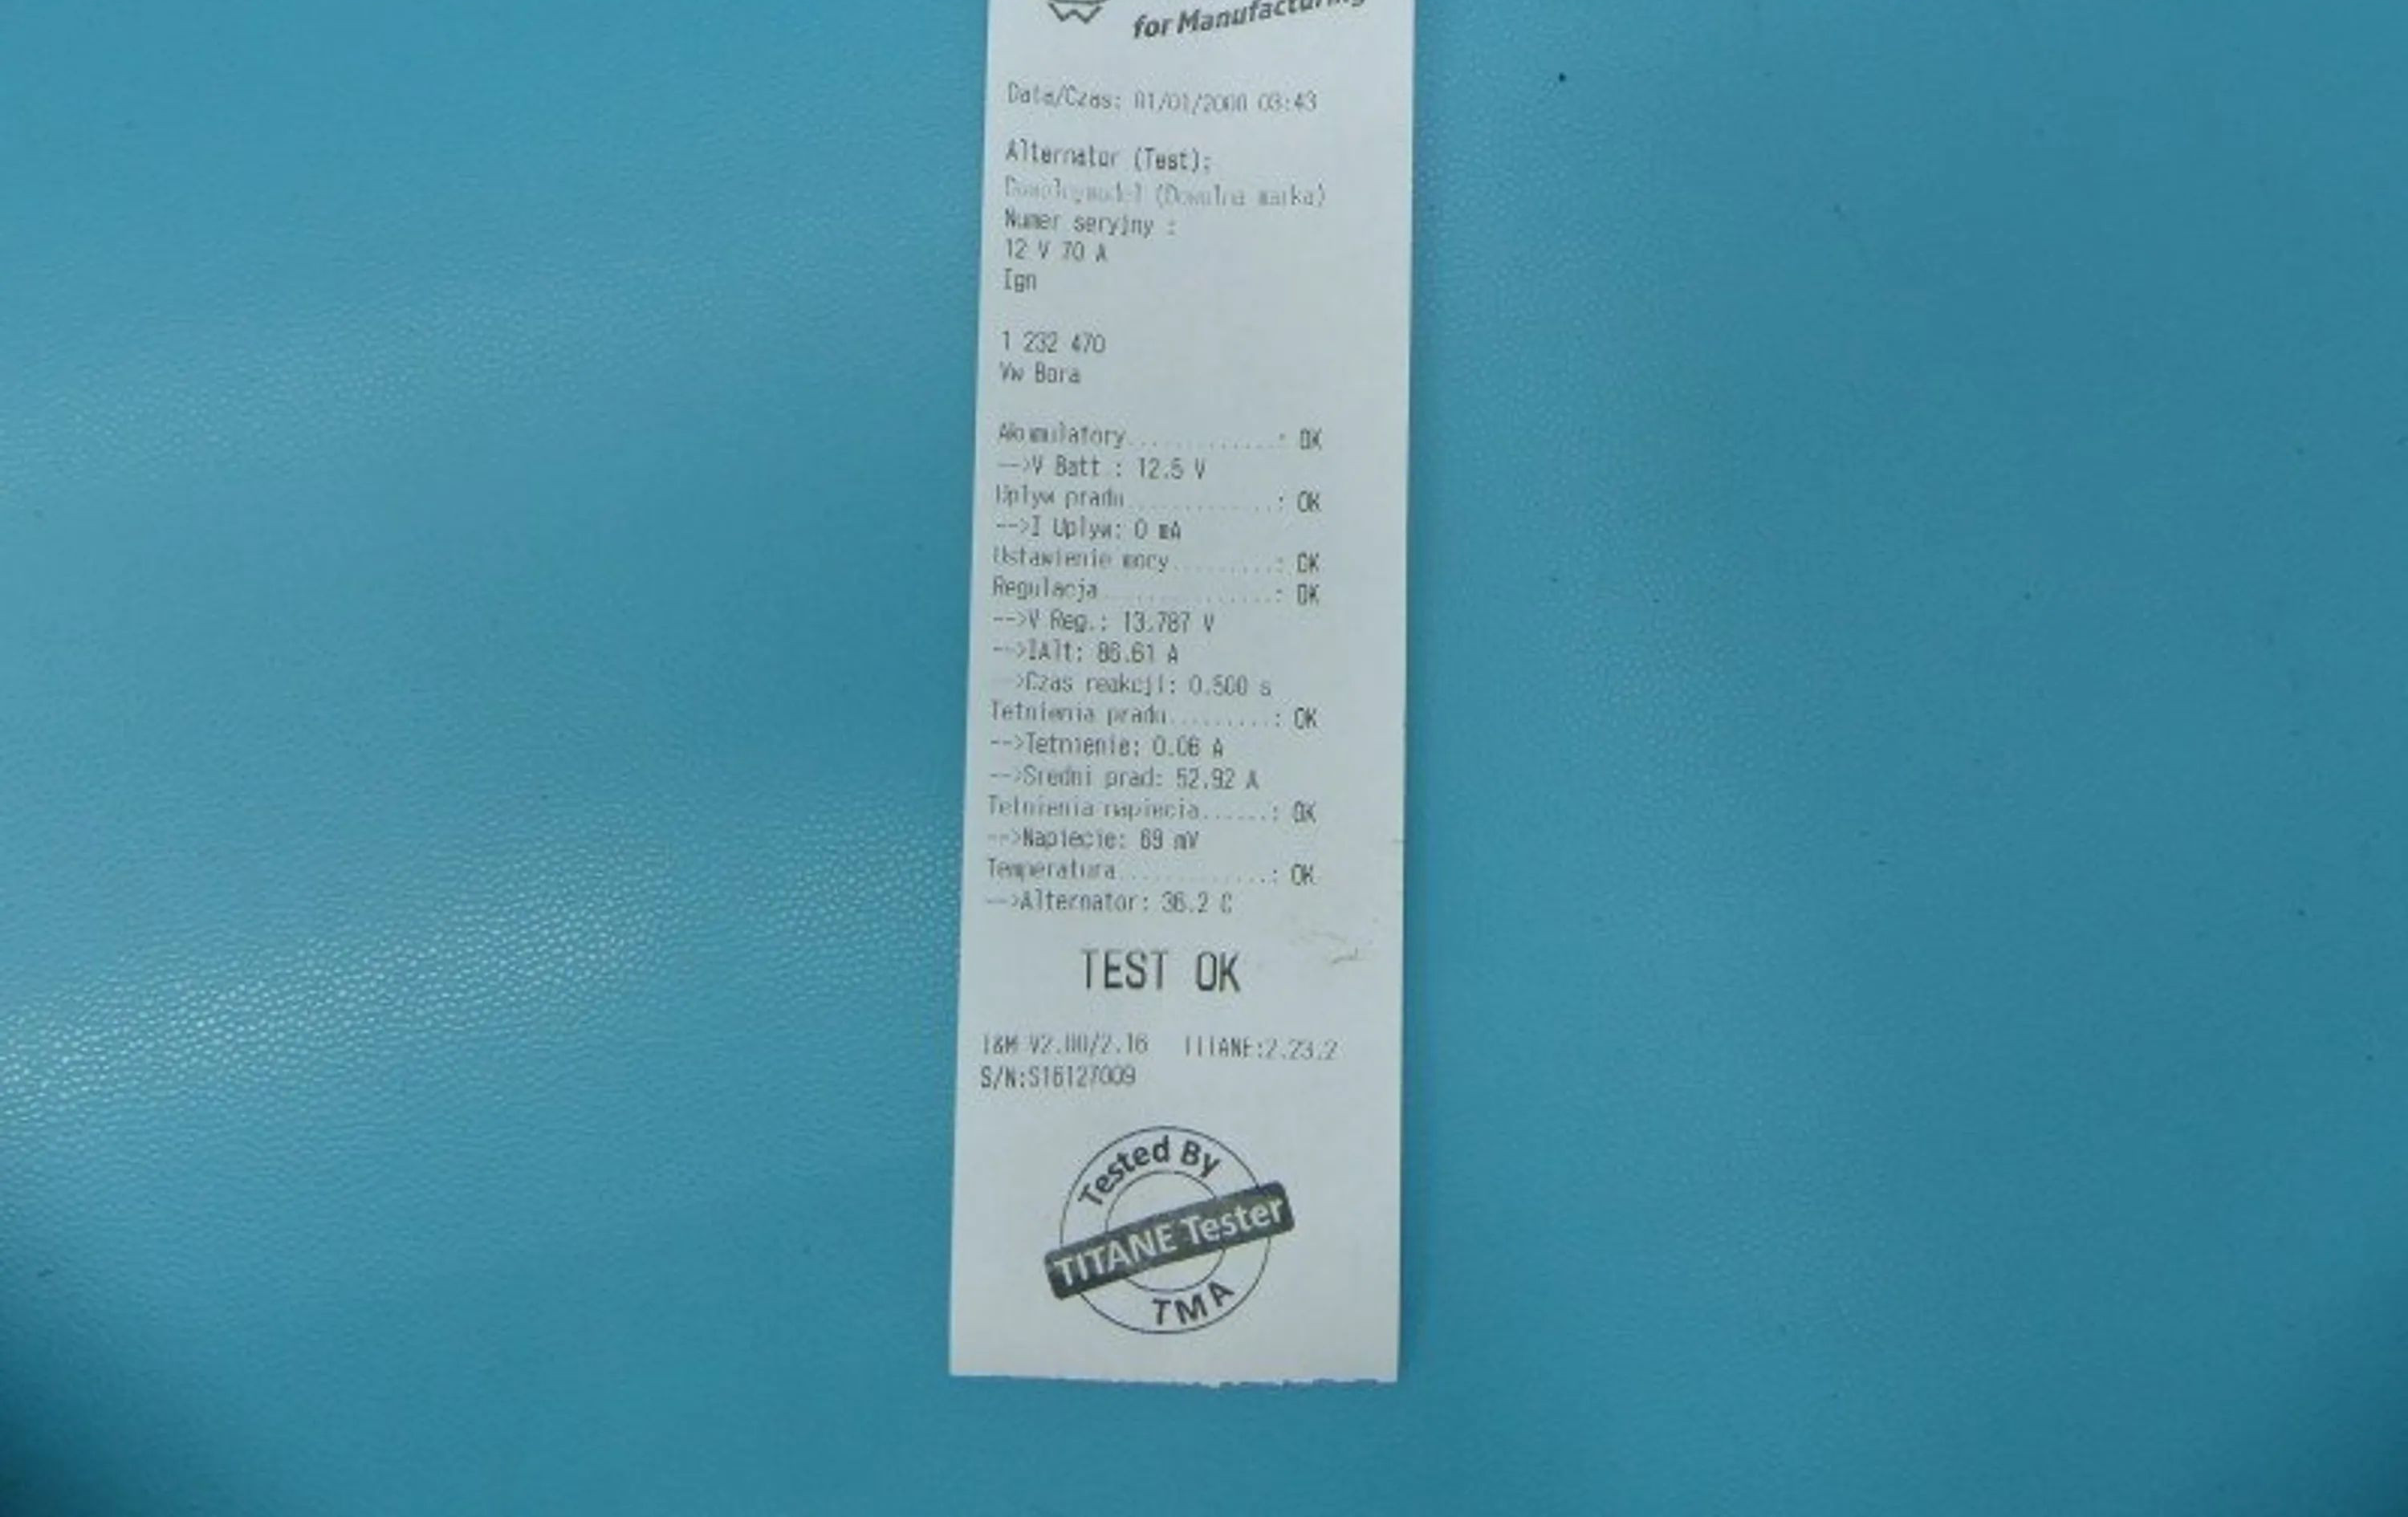 for Manufacturing
Data/Czas: 01/01/2000 03:43
Alternator (Test):
(Dowolna marka)
Numer seryjny :
12 V 70 A
Ign
1 232 470
Vw Bora
Akumulatory.............: OK
-->V Batt : 12.5 V
Uplyw pradu.............: OK
-->I Uplyw: 0 mA
Ustawienie mocy.........: OK
Regulacja...............: OK
-->V Reg.: 13.787 V
-->IAlt: 86.61 A
-->Czas reakcji: 0.500 s
Tetnienia pradu.........: OK
-->Tetnienie: 0.06 A
-->Sredni prad: 52.92 A
Tetnienia napiecia......: OK
-->Napiecie: 69 mV
Temperatura.............: OK
-->Alternator: 36.2 C
TEST OK
I&M V2.00/2.16 TITANE:2.23.2
S/N:S16127009
Tested By
TITANE Tester
TMA